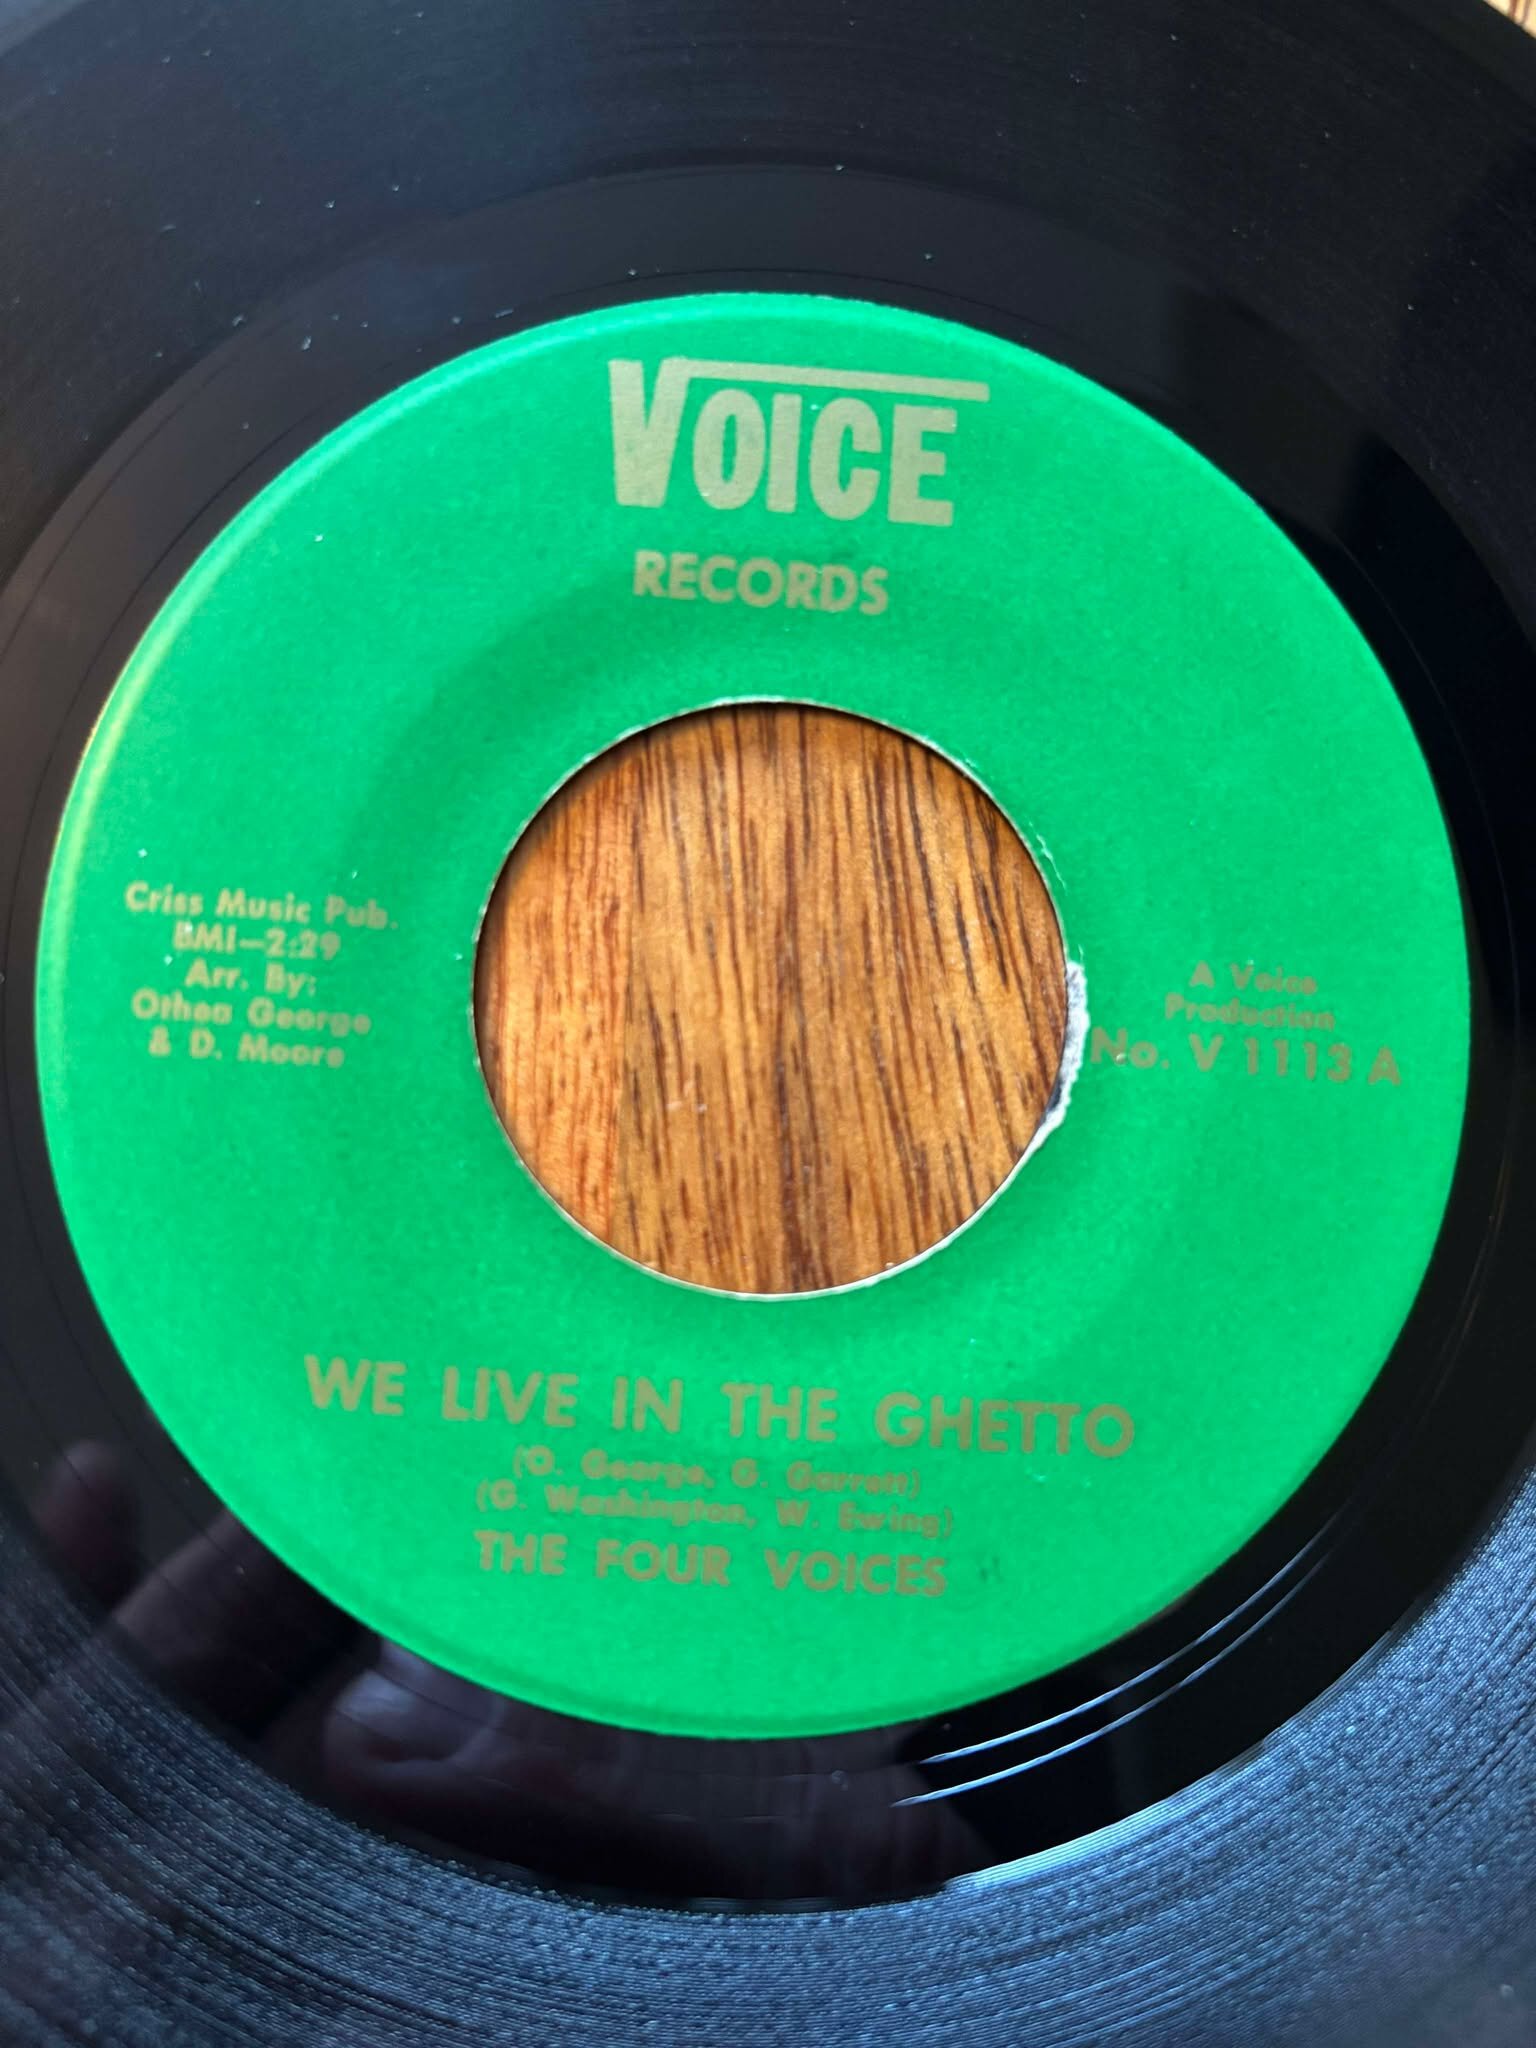 VOICE
RECORDS
Criss Music Pub.
BMI—2:29
Arr. By:
Othea George
& D. Moore
A Voice
Production
No. V 1113 A
WE LIVE IN THE GHETTO
(O. George, G. Garrett)
(G. Washington, W. Ewing)
THE FOUR VOICES